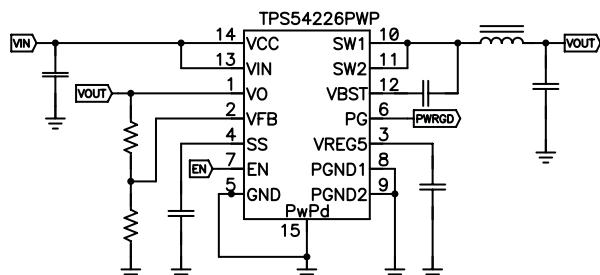 TPS54226PWP
VIN
14 VCC SW1 10
13 VIN SW2 11
VOUT
VOUT 1 VO VBST 12
2 VFB PG 6 PWRGD
4 SS VREG5 3
EN 7 EN PGND1 8
5 GND PGND2 9
PwPd
15